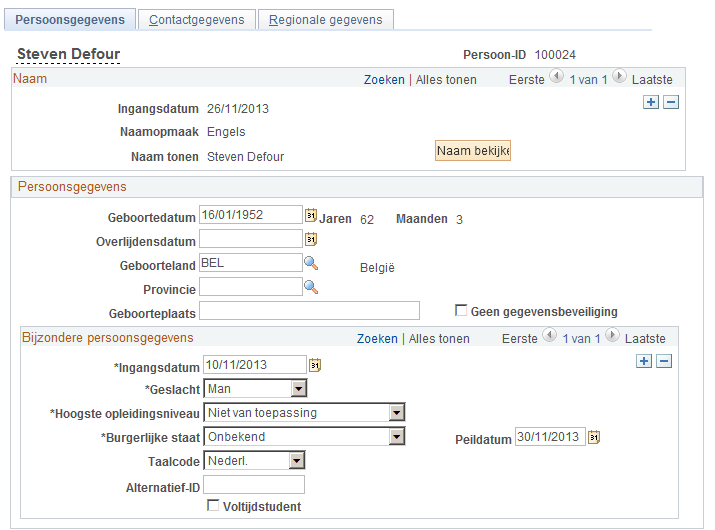 Persoonsgegevens Contactgegevens Regionale gegevens
Steven Defour Persoon-ID 100024
Naam Zoeken | Alles tonen Eerste 1 van 1 Laatste
Ingangsdatum 26/11/2013
Naamopmaak Engels
Naam tonen Steven Defour Naam bekijke
Persoonsgegevens
Geboortedatum 16/01/1952 31 Jaren 62 Maanden 3
Overlijdensdatum 31
Geboorteland BEL België
Provincie
Geboorteplaats Geen gegevensbeveiliging
Bijzondere persoonsgegevens Zoeken | Alles tonen Eerste 1 van 1 Laatste
*Ingangsdatum 10/11/2013 31
*Geslacht Man
*Hoogste opleidingsniveau Niet van toepassing
*Burgerlijke staat Onbekend Peildatum 30/11/2013 31
Taalcode Nederl.
Alternatief-ID
Voltijdstudent